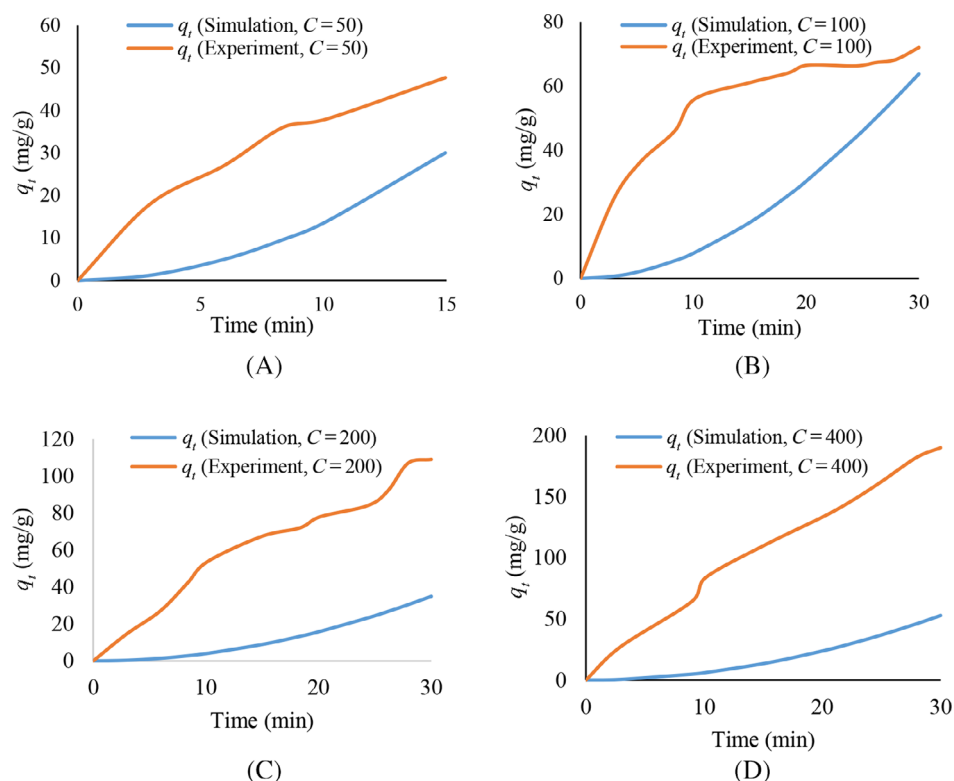 60
50
40
30
20
10
0
q_t (mg/g)
q_t (Simulation, C = 50)
q_t (Experiment, C = 50)
0 5 10 15
Time (min)
(A)
80
60
40
20
0
q_t (mg/g)
q_t (Simulation, C = 100)
q_t (Experiment, C = 100)
0 10 20 30
Time (min)
(B)
120
100
80
60
40
20
0
q_t (mg/g)
q_t (Simulation, C = 200)
q_t (Experiment, C = 200)
0 10 20 30
Time (min)
(C)
200
150
100
50
0
q_t (mg/g)
q_t (Simulation, C = 400)
q_t (Experiment, C = 400)
0 10 20 30
Time (min)
(D)